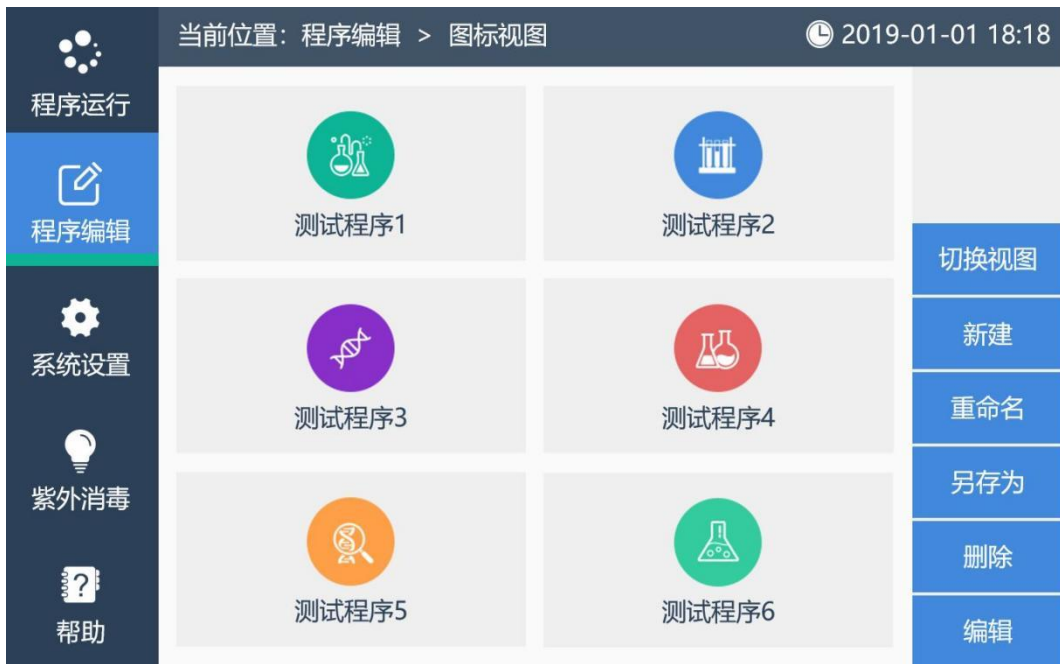 当前位置：程序编辑 > 图标视图
2019-01-01 18:18
程序运行
程序编辑
系统设置
紫外消毒
?
帮助
测试程序1
测试程序2
测试程序3
测试程序4
测试程序5
测试程序6
切换视图
新建
重命名
另存为
删除
编辑